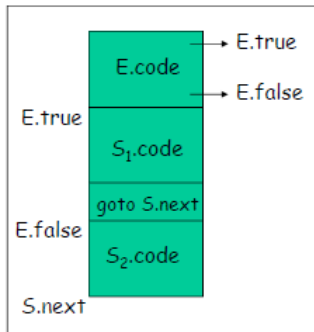 E.true
E.code
E.false
E.true
S₁.code
goto S.next
E.false
S₂.code
S.next